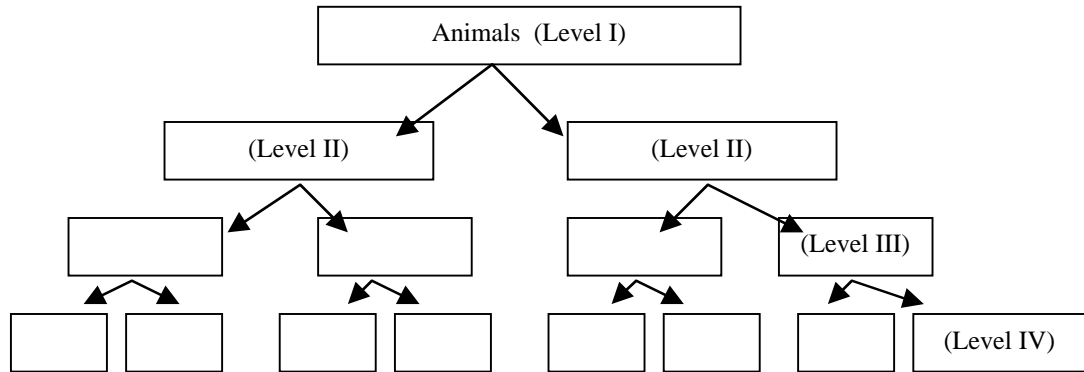 Animals (Level I)
(Level II)
(Level II)
(Level III)
(Level IV)